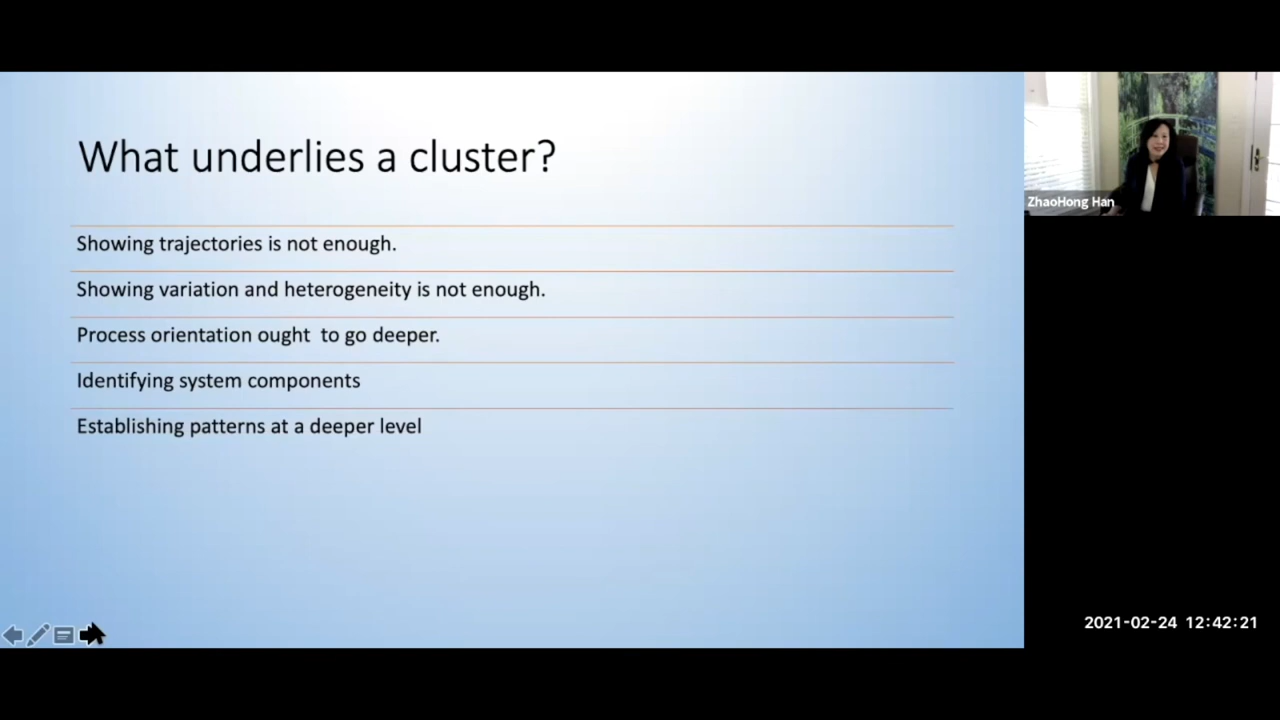 What underlies a cluster?
Showing trajectories is not enough.
Showing variation and heterogeneity is not enough.
Process orientation ought  to go deeper.
Identifying system components
Establishing patterns at a deeper level
ZhaoHong Han
2021-02-24 12:42:21